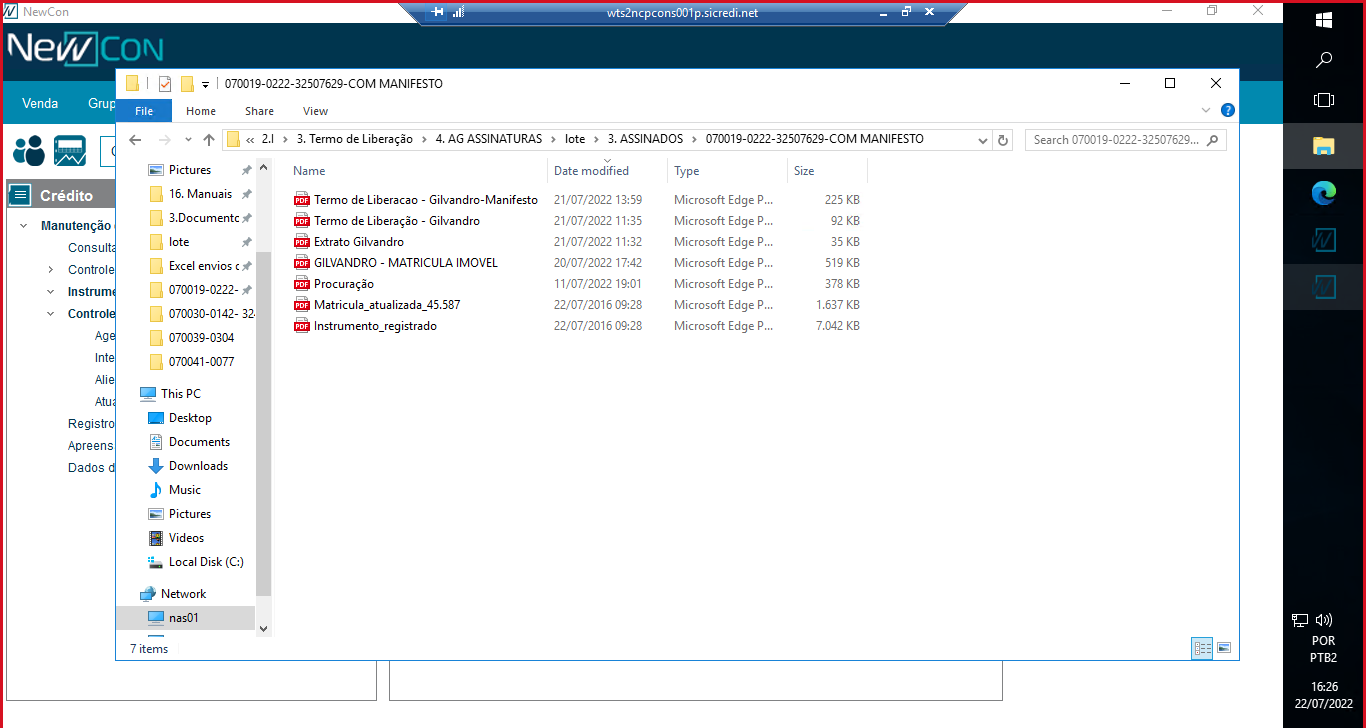 NewCon
wts2ncpcons001p.sicredi.net
NewCon
070019-0222-32507629-COM MANIFESTO
Venda
Grup
File
Home
Share
View
« 2.I > 3. Termo de Liberação > 4. AG ASSINATURAS > lote > 3. ASSINADOS > 070019-0222-32507629-COM MANIFESTO
Search 070019-0222-32507629...
Crédito
Manutenção
Consulta
Controle
Instrume
Controle
Age
Inte
Alie
Atua
Registro
Apreens
Dados d
Pictures
16. Manuais
3.Documento
lote
Excel envios c
070019-0222-
070030-0142- 324
070039-0304
070041-0077
This PC
Desktop
Documents
Downloads
Music
Pictures
Videos
Local Disk (C:)
Network
nas01
Name Date modified Type Size
Termo de Liberacao - Gilvandro-Manifesto 21/07/2022 13:59 Microsoft Edge P... 225 KB
Termo de Liberação - Gilvandro 21/07/2022 11:35 Microsoft Edge P... 92 KB
Extrato Gilvandro 21/07/2022 11:32 Microsoft Edge P... 35 KB
GILVANDRO - MATRICULA IMOVEL 20/07/2022 17:42 Microsoft Edge P... 519 KB
Procuração 11/07/2022 19:01 Microsoft Edge P... 378 KB
Matricula_atualizada_45.587 22/07/2016 09:28 Microsoft Edge P... 1.637 KB
Instrumento_registrado 22/07/2016 09:28 Microsoft Edge P... 7.042 KB
7 items
POR
PTB2
16:26
22/07/2022